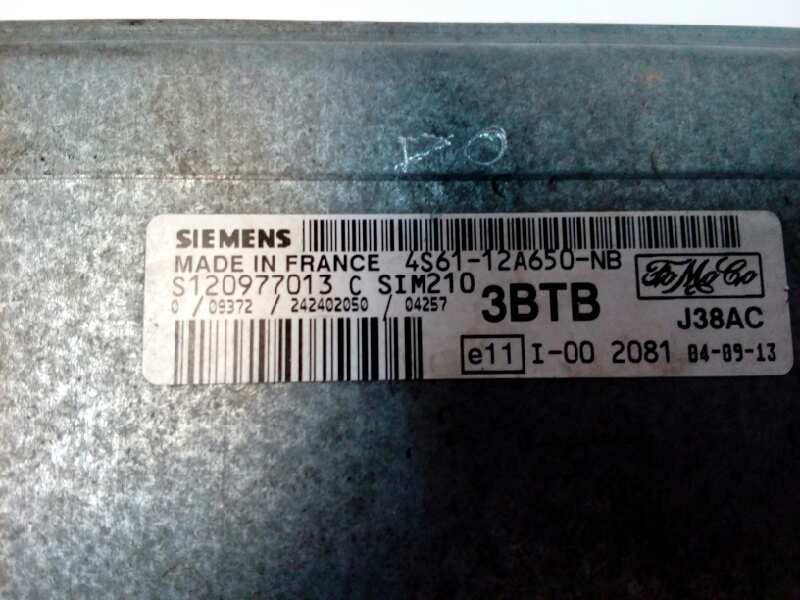 DO
SIEMENS
MADE IN FRANCE 4S61-12A650-NB
S120977013 C SIM210
0 / 09372 / 242402050 / 04257
3BTB
FoMoCo
J38AC
e11 I-00 2081 04-09-13